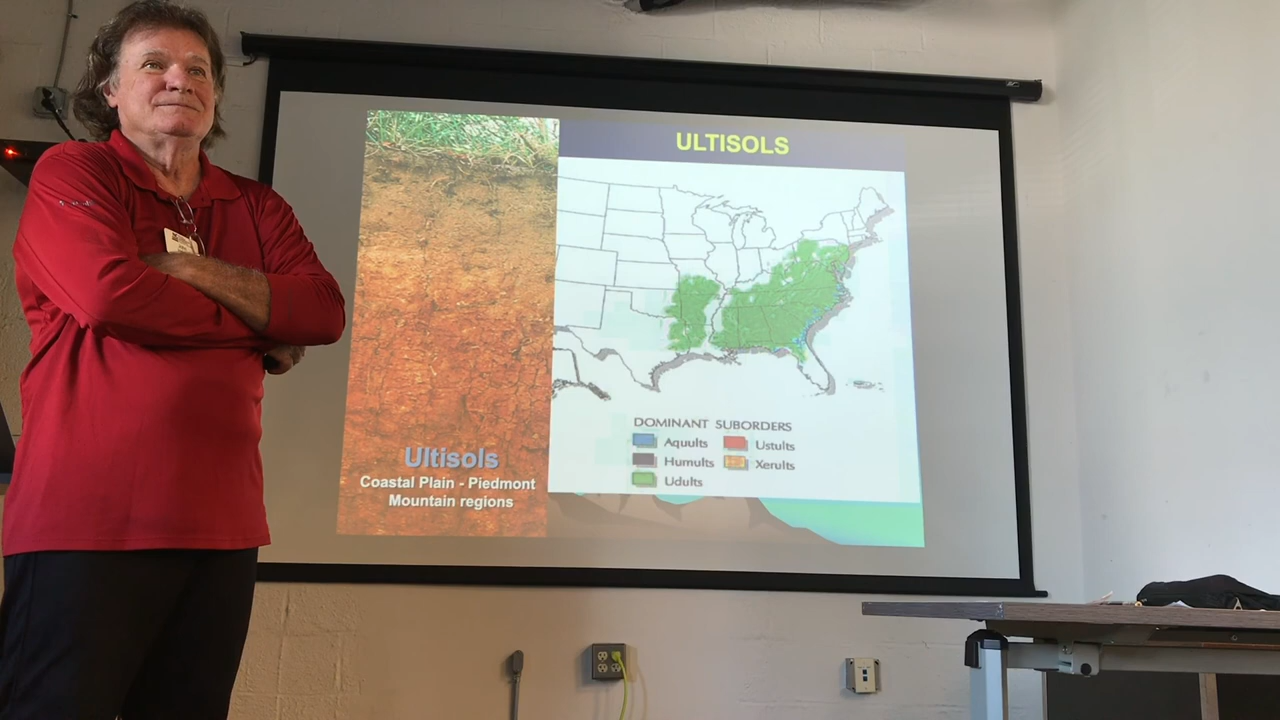 ULTISOLS
Ultisols
Coastal Plain - Piedmont
Mountain regions
DOMINANT SUBORDERS
Aquults
Ustults
Humults
Xerults
Udults